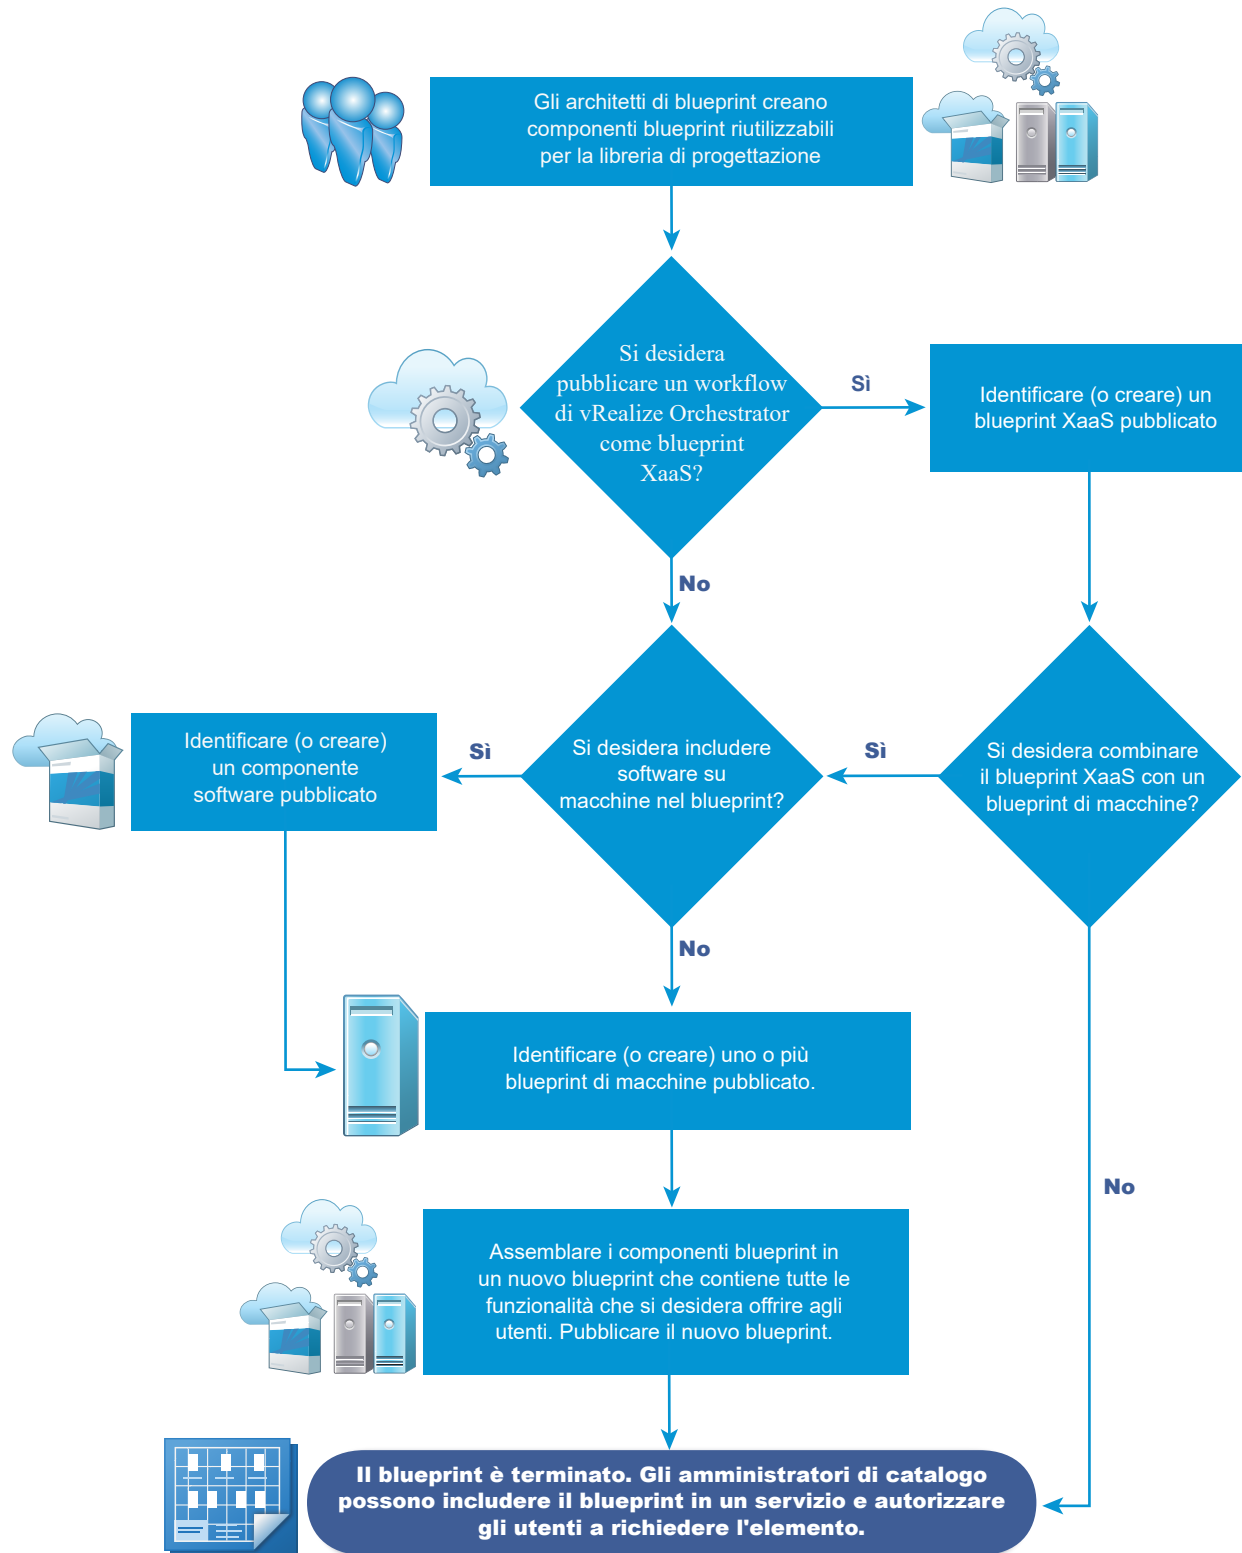 Gli architetti di blueprint creano
componenti blueprint riutilizzabili
per la libreria di progettazione
Si desidera
pubblicare un workflow
di vRealize Orchestrator
come blueprint
XaaS?
Sì
Identificare (o creare) un
blueprint XaaS pubblicato
No
Identificare (o creare)
un componente
software pubblicato
Sì
Si desidera includere
software su
macchine nel blueprint?
Sì
Si desidera combinare
il blueprint XaaS con un
blueprint di macchine?
No
Identificare (o creare) uno o più
blueprint di macchine pubblicato.
No
Assemblare i componenti blueprint in
un nuovo blueprint che contiene tutte le
funzionalità che si desidera offrire agli
utenti. Pubblicare il nuovo blueprint.
Il blueprint è terminato. Gli amministratori di catalogo
possono includere il blueprint in un servizio e autorizzare
gli utenti a richiedere l'elemento.